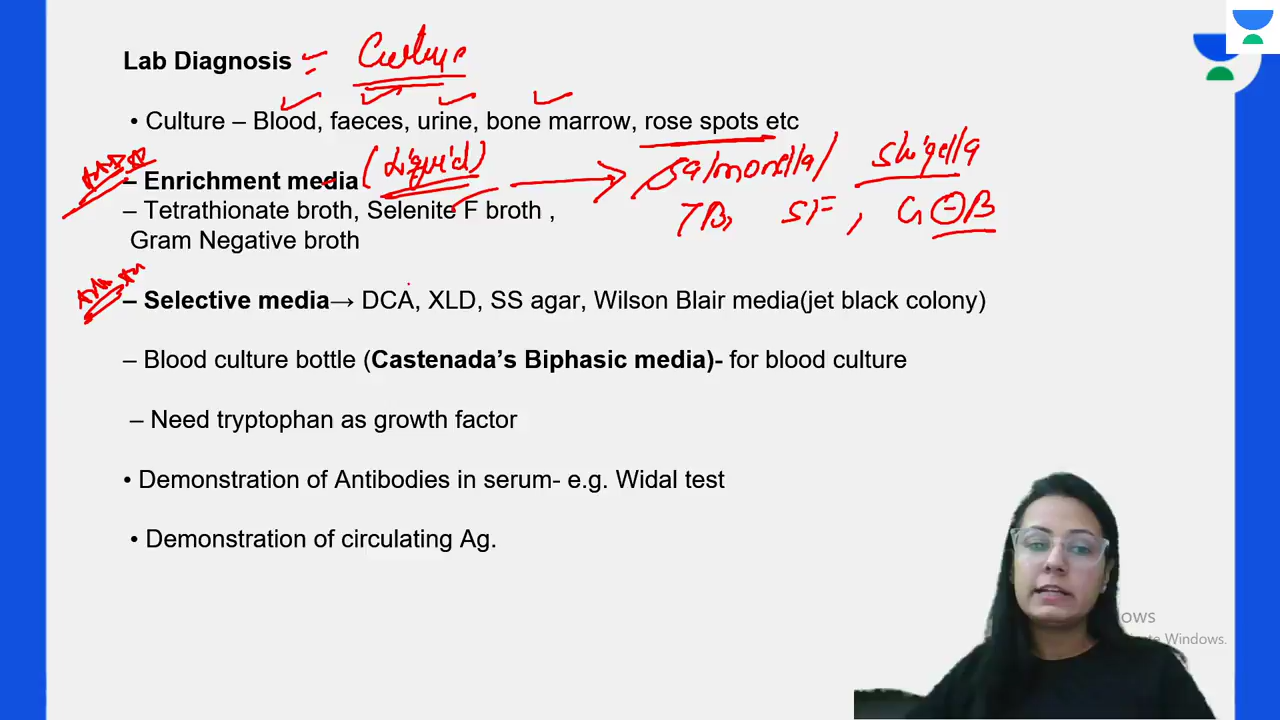 Lab Diagnosis = Culture
• Culture – Blood, faeces, urine, bone marrow, rose spots etc
– Enrichment media (Liquid) → Salmonella/ Shigella
– Tetrathionate broth, Selenite F broth , TB, SF, G⊖B
Gram Negative broth
– Selective media→ DCA, XLD, SS agar, Wilson Blair media(jet black colony)
– Blood culture bottle (Castenada's Biphasic media)- for blood culture
– Need tryptophan as growth factor
• Demonstration of Antibodies in serum- e.g. Widal test
• Demonstration of circulating Ag.
Windows.